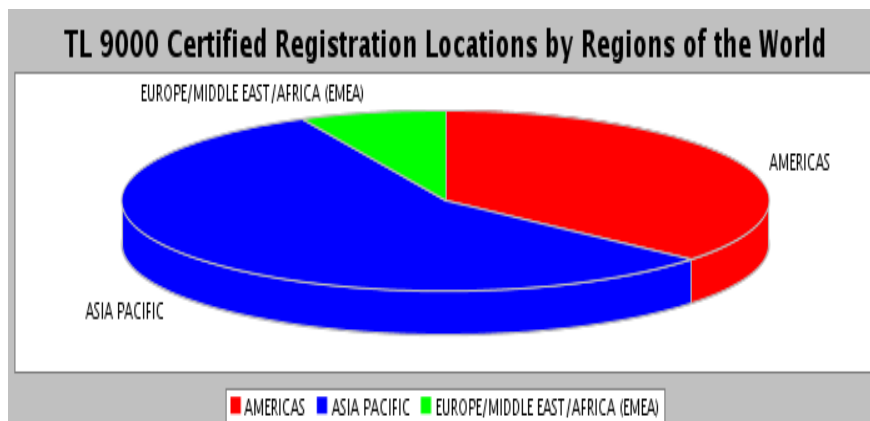 TL 9000 Certified Registration Locations by Regions of the World
EUROPE/MIDDLE EAST/AFRICA (EMEA)
AMERICAS
ASIA PACIFIC
AMERICAS ASIA PACIFIC EUROPE/MIDDLE EAST/AFRICA (EMEA)